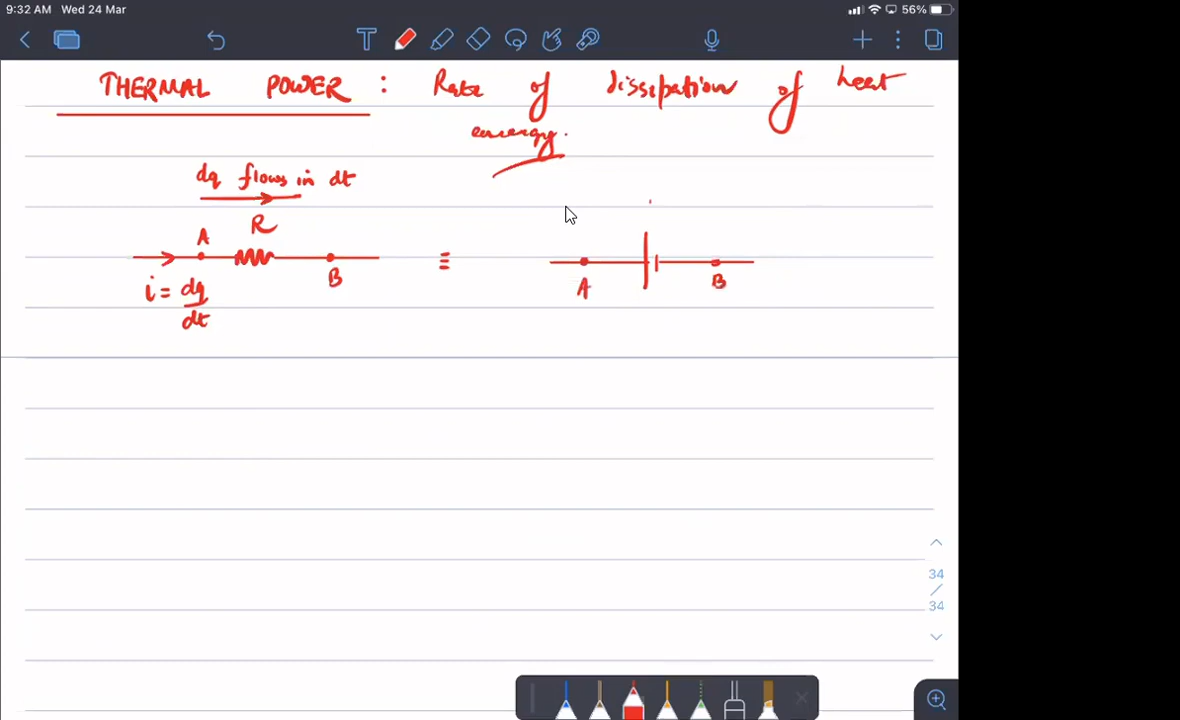 9:32 AM Wed 24 Mar
56%
T
THERMAL POWER : Rate of dissipation of heat
energy.
dq flows in dt
R
A
B
i = dq
dt
≡
A
B
34
/
34